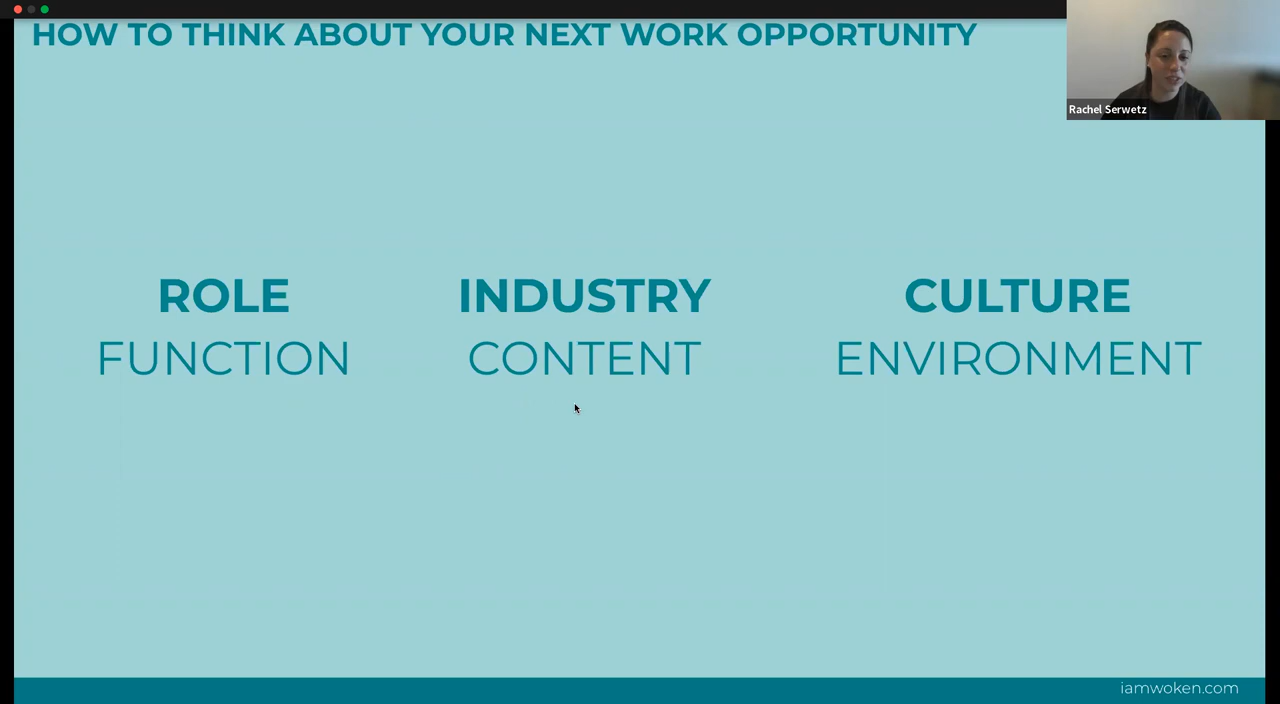 HOW TO THINK ABOUT YOUR NEXT WORK OPPORTUNITY
Rachel Serwetz
ROLE
FUNCTION
INDUSTRY
CONTENT
CULTURE
ENVIRONMENT
iamwoken.com